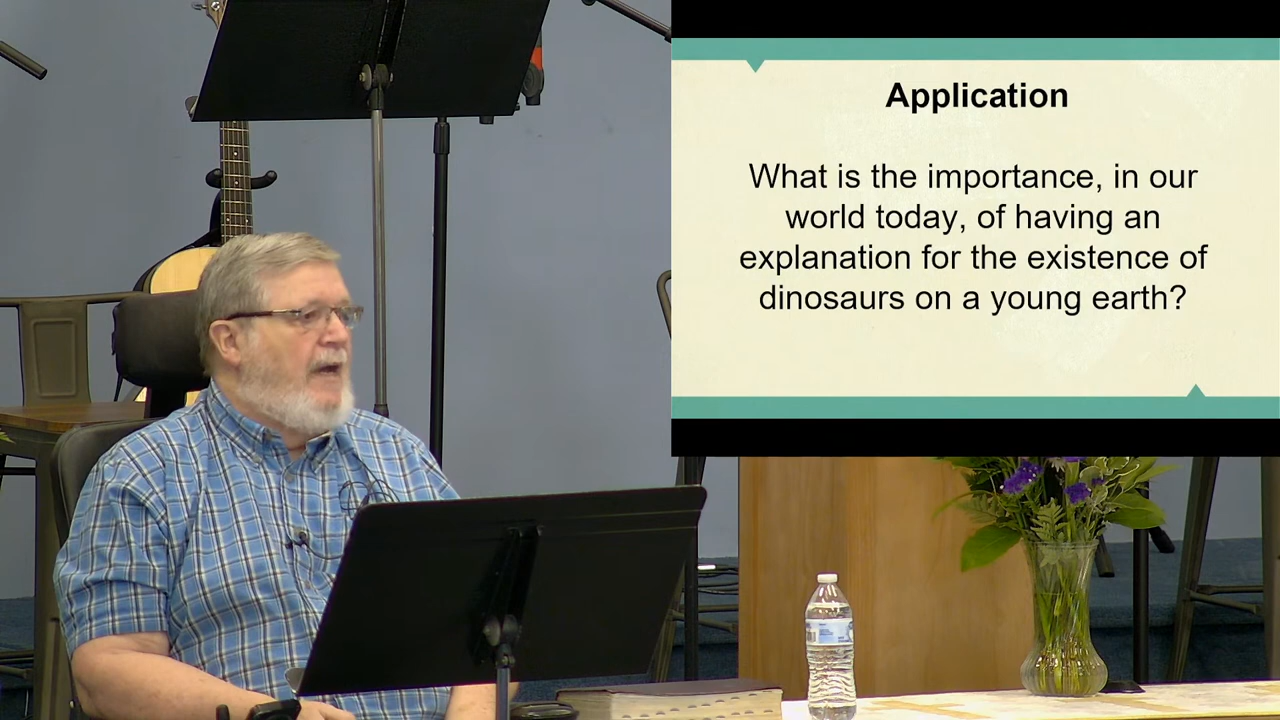 Application
What is the importance, in our
world today, of having an
explanation for the existence of
dinosaurs on a young earth?